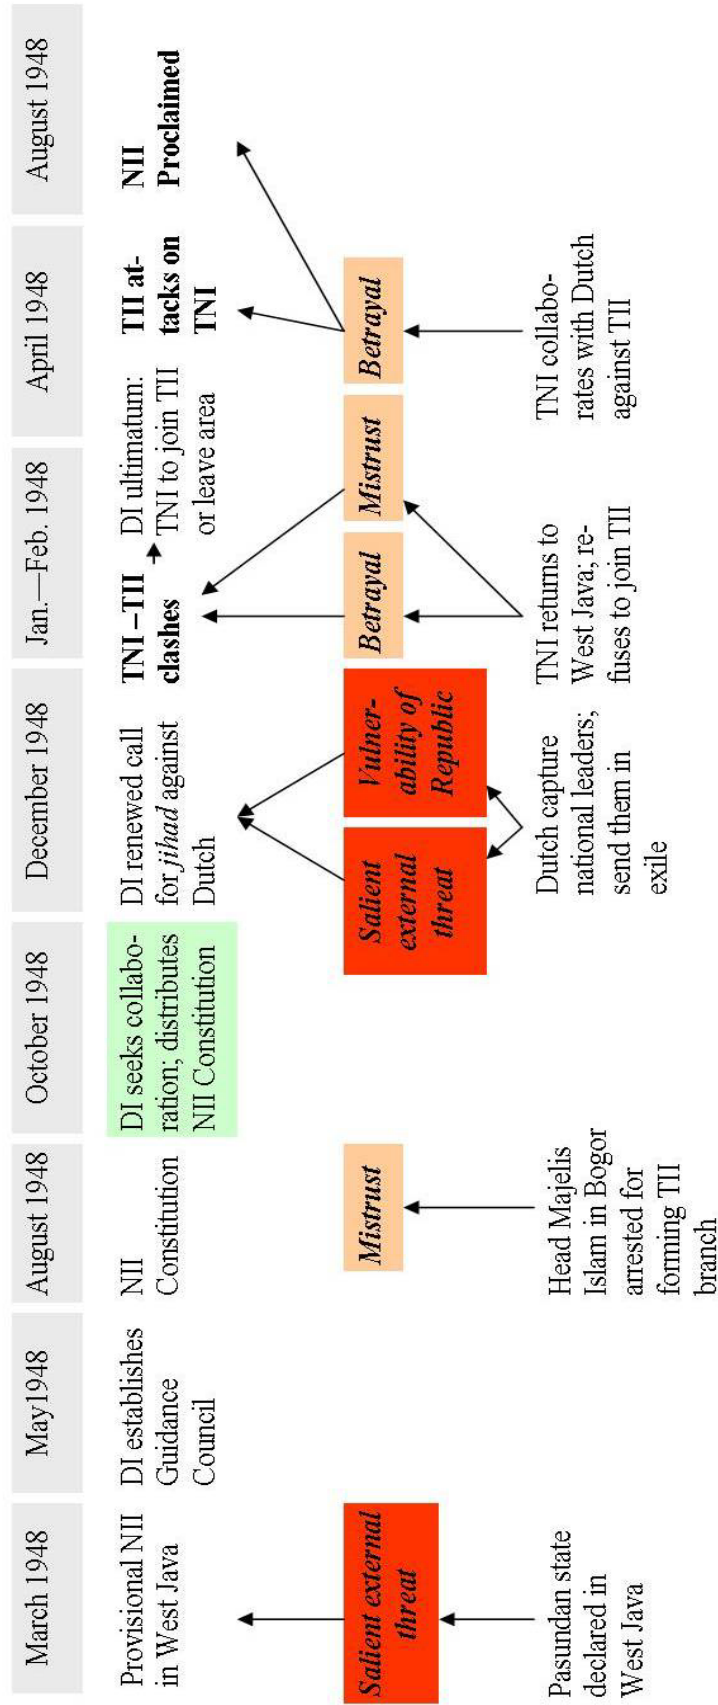 March 1948
May1948
August 1948
October 1948
December 1948
Jan.—Feb. 1948
April 1948
August 1948
Provisional NII
in West Java
DI establishes
Guidance
Council
NII
Constitution
DI seeks collabo-
ration; distributes
NII Constitution
DI renewed call
for jihad against
Dutch
TNI–TII
clashes
DI ultimatum:
TNI to join TII
or leave area
TII at-
tacks on
TNI
NII
Proclaimed
Salient external
threat
Mistrust
Salient
external
threat
Vulner-
ability of
Republic
Betrayal
Mistrust
Betrayal
Pasundan state
declared in
West Java
Head Majelis
Islam in Bogor
arrested for
forming TII
branch
Dutch capture
national leaders;
send them in
exile
TNI returns to
West Java; re-
fuses to join TII
TNI collabo-
rates with Dutch
against TII